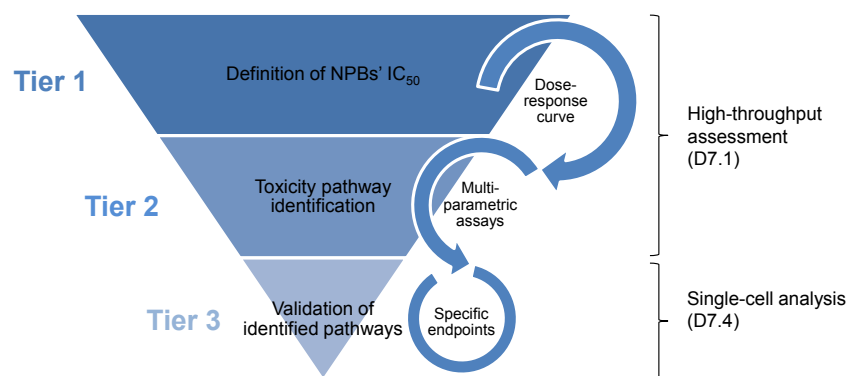 Tier 1
Definition of NPBs' IC₅₀
Dose-
response
curve
High-throughput
assessment
(D7.1)
Tier 2
Toxicity pathway
identification
Multi-
parametric
assays
Tier 3
Validation of
identified pathways
Specific
endpoints
Single-cell analysis
(D7.4)